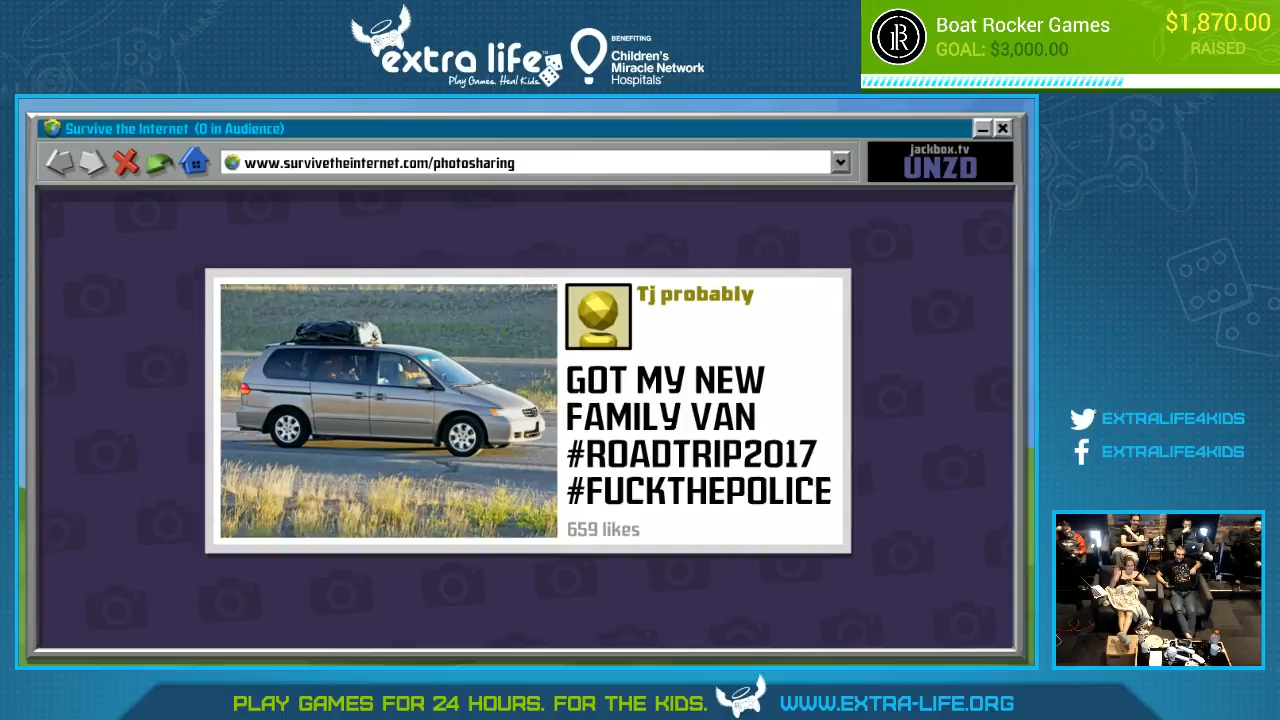 extra life
Play Games. Heal Kids.
BENEFITING
Children's
Miracle Network
Hospitals
Boat Rocker Games
GOAL: $3,000.00
$1,870.00
RAISED
Survive the Internet (0 in Audience)
www.survivetheinternet.com/photosharing
jackbox.tv
UNZD
Tj probably
GOT MY NEW
FAMILY VAN
#ROADTRIP2017
#FUCKTHEPOLICE
659 likes
EXTRALIFE4KIDS
EXTRALIFE4KIDS
PLAY GAMES FOR 24 HOURS. FOR THE KIDS.
WWW.EXTRA-LIFE.ORG